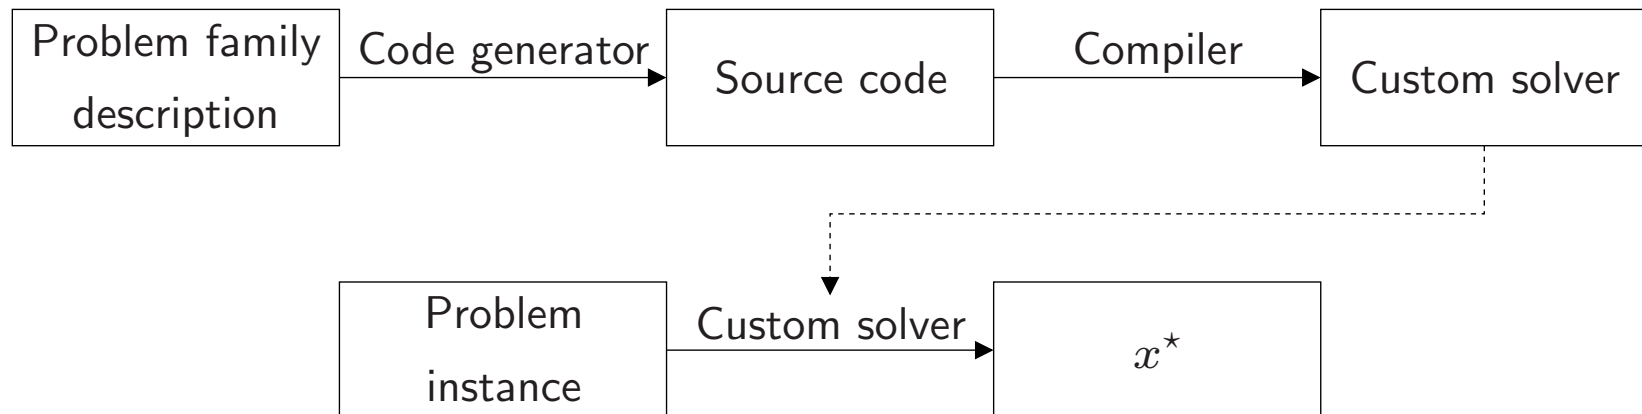 Problem family
description
Code generator
Source code
Compiler
Custom solver
Problem
instance
Custom solver
x⋆